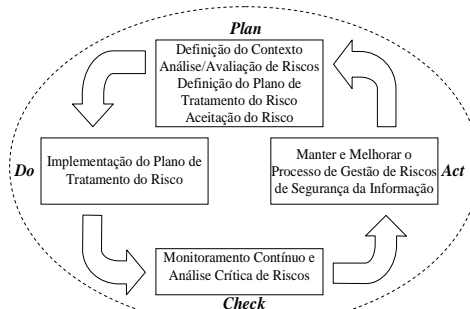 Plan
Definição do Contexto
Análise/Avaliação de Riscos
Definição do Plano de
Tratamento do Risco
Aceitação do Risco
Do
Implementação do Plano de
Tratamento do Risco
Manter e Melhorar o
Processo de Gestão de Riscos
de Segurança da Informação
Act
Monitoramento Contínuo e
Análise Crítica de Riscos
Check